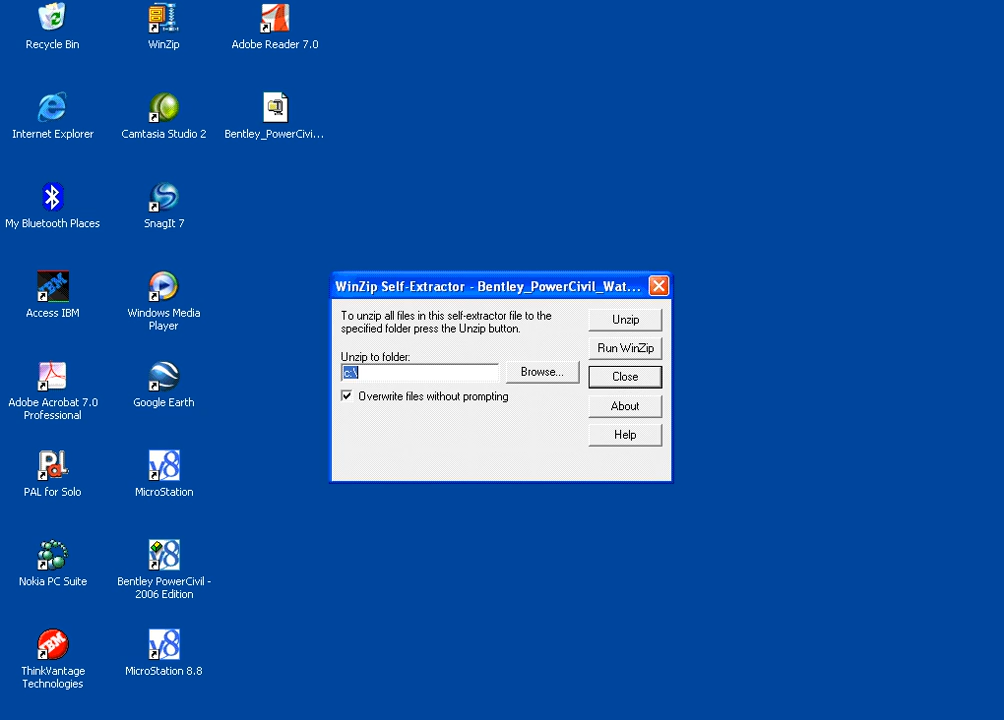 Recycle Bin
WinZip
Adobe Reader 7.0
Internet Explorer
Camtasia Studio 2
Bentley_PowerCivi...
My Bluetooth Places
SnagIt 7
Access IBM
Windows Media
Player
Adobe Acrobat 7.0
Professional
Google Earth
PAL for Solo
MicroStation
Nokia PC Suite
Bentley PowerCivil -
2006 Edition
ThinkVantage
Technologies
MicroStation 8.8
WinZip Self-Extractor - Bentley_PowerCivil_Wat...
To unzip all files in this self-extractor file to the
specified folder press the Unzip button.
Unzip to folder:
c:\
Browse...
Overwrite files without prompting
Unzip
Run WinZip
Close
About
Help